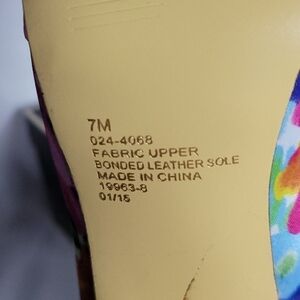 7M
024-4068
FABRIC UPPER
BONDED LEATHER SOLE
MADE IN CHINA
19963-8
01/15